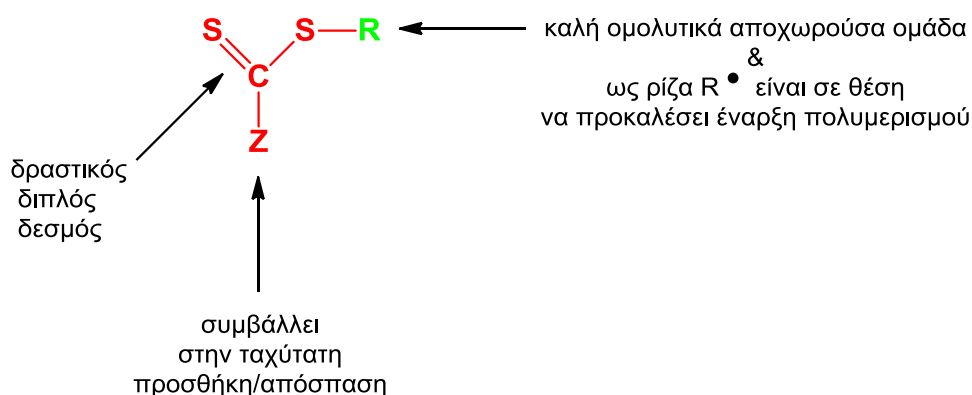 S S R
C
Z
καλή ομολυτικά αποχωρούσα ομάδα
&
ως ρίζα R • είναι σε θέση
να προκαλέσει έναρξη πολυμερισμού
δραστικός
διπλός
δεσμός
συμβάλλει
στην ταχύτατη
προσθήκη/απόσπαση